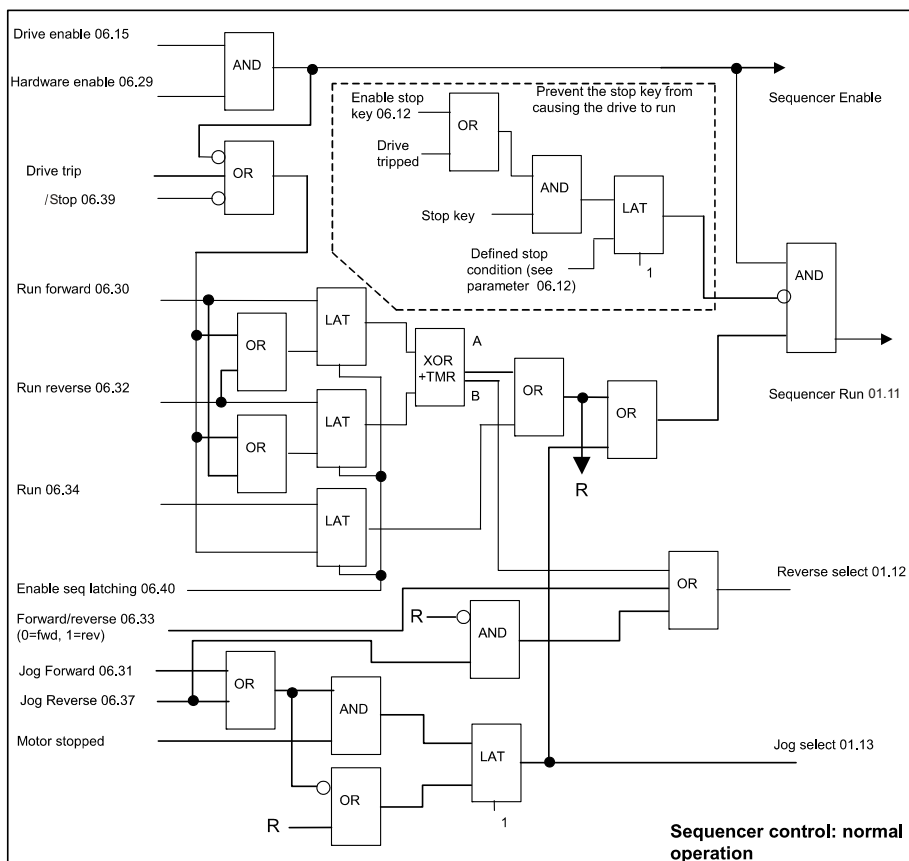 Drive enable 06.15
AND
Hardware enable 06.29
Sequencer Enable
Enable stop
key 06.12
Prevent the stop key from
causing the drive to run
OR
Drive
tripped
AND
Stop key
LAT
Defined stop
condition (see
parameter 06.12)
1
Drive trip
OR
/Stop 06.39
AND
Run forward 06.30
LAT
OR
XOR
+TMR
A
B
Run reverse 06.32
LAT
OR
OR
OR
Sequencer Run 01.11
R
Run 06.34
LAT
Enable seq latching 06.40
Reverse select 01.12
OR
Forward/reverse 06.33
(0=fwd, 1=rev)
R
AND
Jog Forward 06.31
OR
Jog Reverse 06.37
AND
Motor stopped
LAT
Jog select 01.13
OR
R
1
Sequencer control: normal
operation